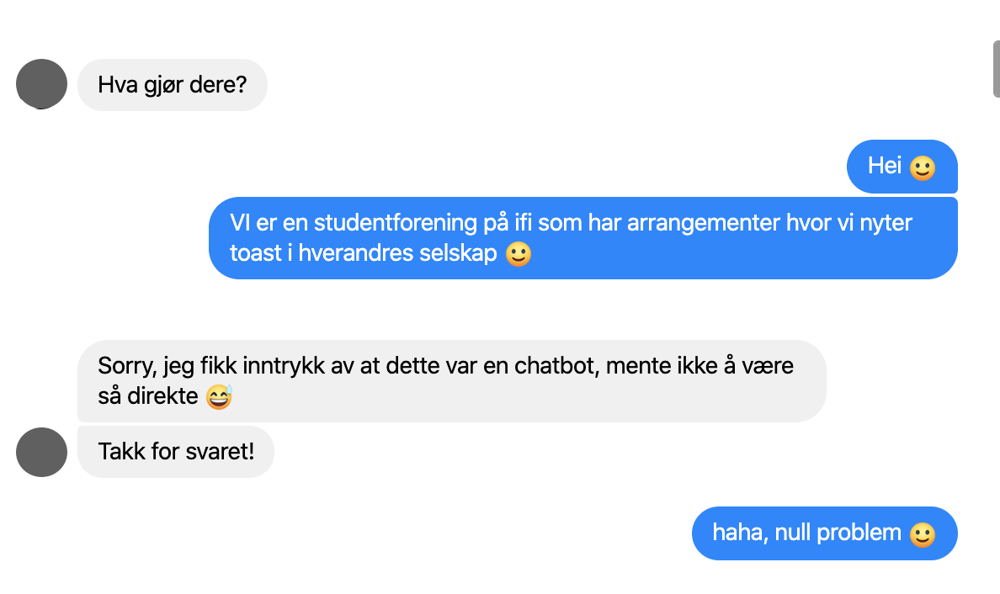 Hva gjør dere?
Hei 🙂
VI er en studentforening på ifi som har arrangementer hvor vi nyter
toast i hverandres selskap 🙂
Sorry, jeg fikk inntrykk av at dette var en chatbot, mente ikke å være
så direkte 😅
Takk for svaret!
haha, null problem 🙂